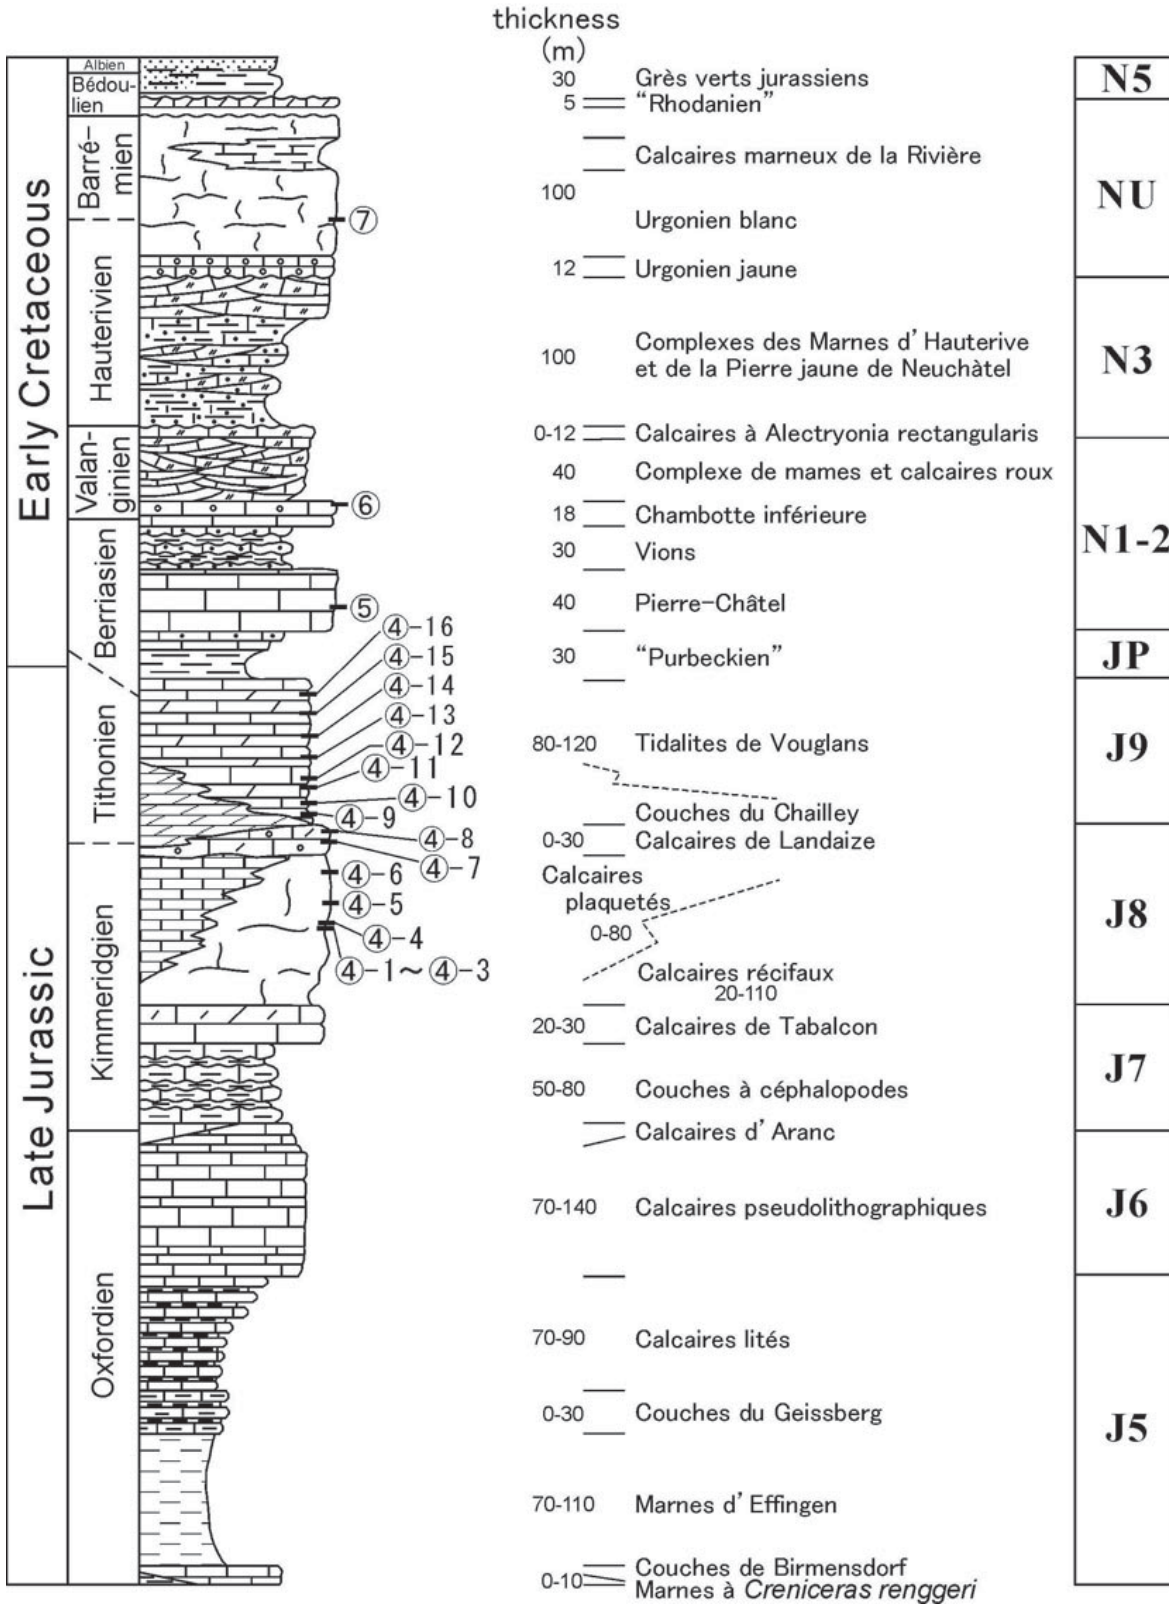 thickness
(m)
Early Cretaceous
Late Jurassic
Albien
Bédou-
lien
Barré-
mien
Hauterivien
Valan-
ginien
Berriasien
Tithonien
Kimmeridgien
Oxfordien
⑦
⑥
⑤
④-16
④-15
④-14
④-13
④-12
④-11
④-10
④-9
④-8
④-7
④-6
④-5
④-4
④-1～④-3
30 Grès verts jurassiens
5 “Rhodanien”
Calcaires marneux de la Rivière
100
Urgonien blanc
12 Urgonien jaune
Complexes des Marnes d'Hauterive
100
et de la Pierre jaune de Neuchàtel
0-12 Calcaires à Alectryonia rectangularis
40 Complexe de mames et calcaires roux
18 Chambotte inférieure
30 Vions
40 Pierre-Châtel
30 “Purbeckien”
80-120 Tidalites de Vouglans
Couches du Chailley
0-30 Calcaires de Landaize
Calcaires
plaquetés
0-80
Calcaires récifaux
20-110
20-30 Calcaires de Tabalcon
50-80 Couches à céphalopodes
Calcaires d'Aranc
70-140 Calcaires pseudolithographiques
70-90 Calcaires lités
0-30 Couches du Geissberg
70-110 Marnes d'Effingen
Couches de Birmensdorf
0-10 Marnes à Creniceras renggeri
N5
NU
N3
N1-2
JP
J9
J8
J7
J6
J5